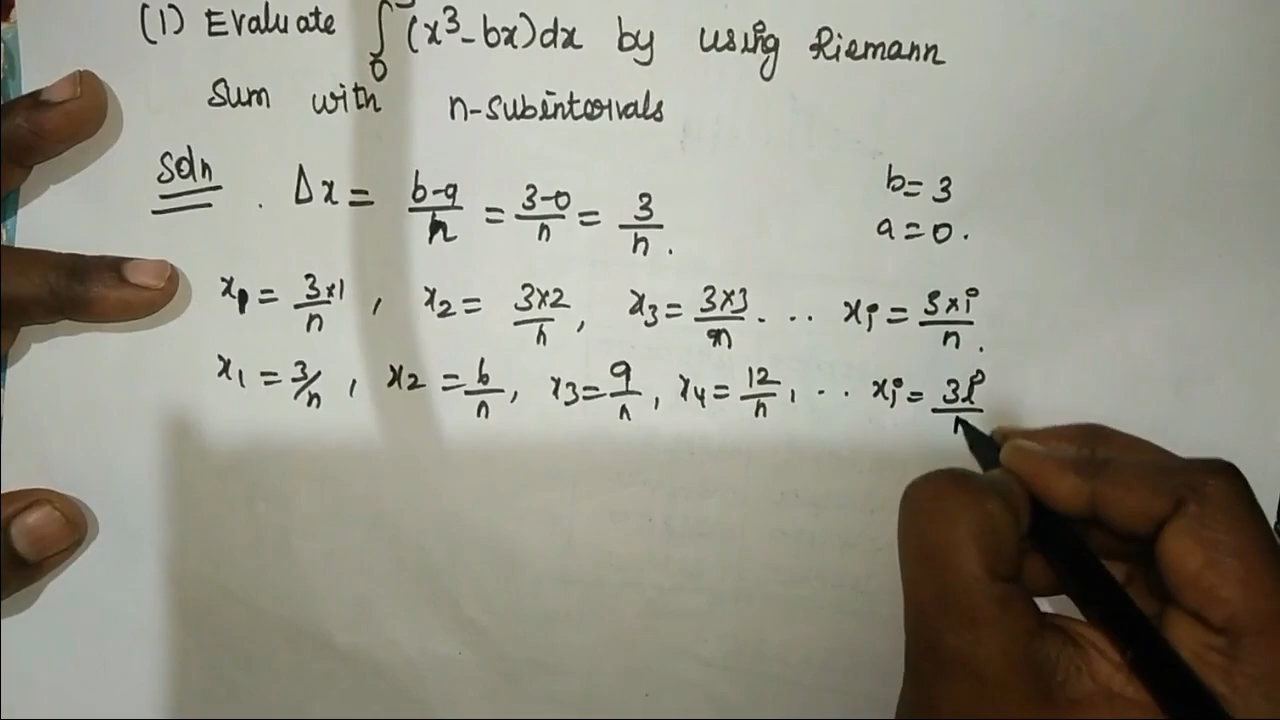 (1) Evaluate ∫₀³ (x³-6x)dx by using Riemann
Sum with n-subintervals
Soln
. Δx = b-a/n = 3-0/n = 3/n.
b=3
a=0.
x₁ = 3×1/n , x₂ = 3×2/n, x₃ = 3×3/n. .. xᵢ = 3×i/n.
x₁ = 3/n , x₂ = 6/n, x₃ = 9/n, x₄ = 12/n, .. xᵢ = 3i/n